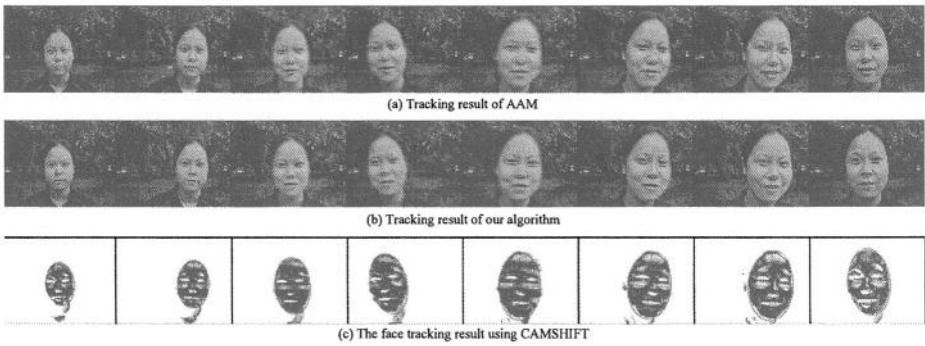 (a) Tracking result of AAM
(b) Tracking result of our algorithm
(c) The face tracking result using CAMSHIFT